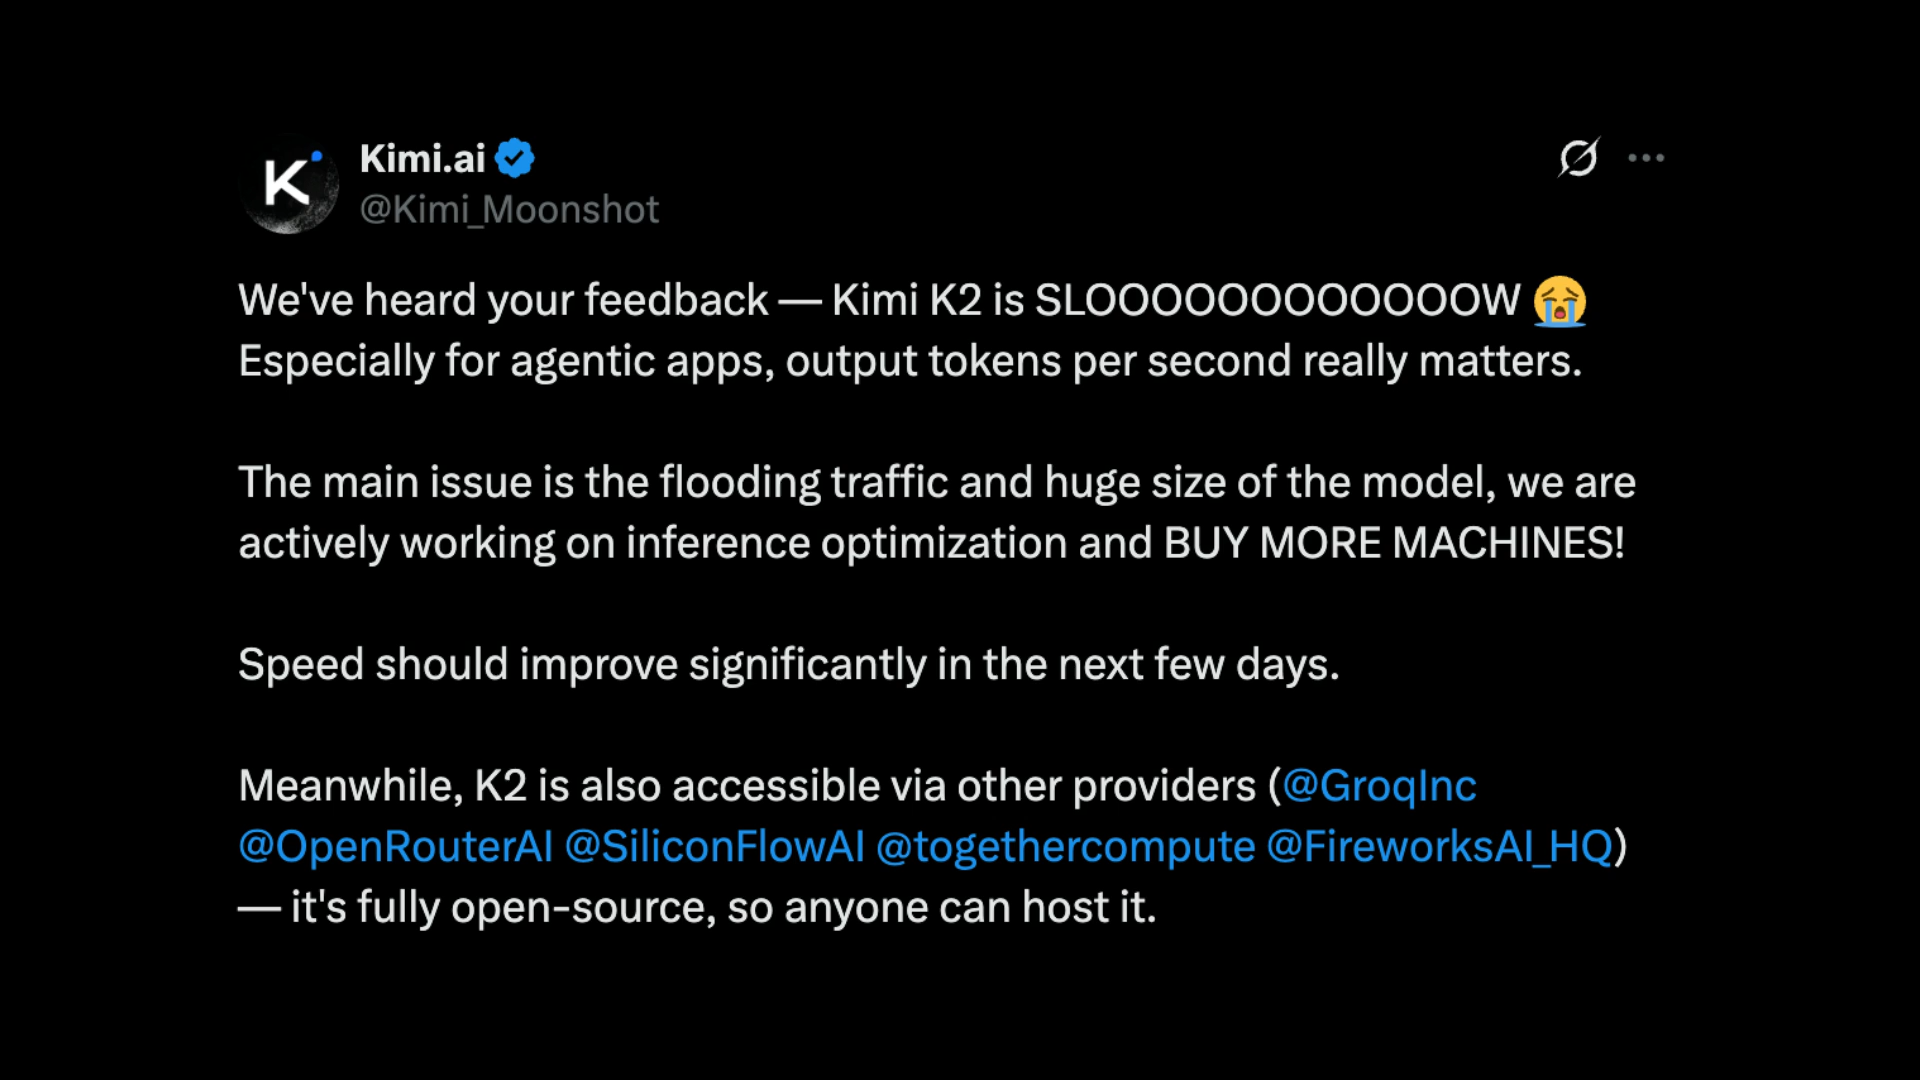 K
Kimi.ai
@Kimi_Moonshot
We've heard your feedback — Kimi K2 is SLOOOOOOOOOOOOW 😭
Especially for agentic apps, output tokens per second really matters.
The main issue is the flooding traffic and huge size of the model, we are
actively working on inference optimization and BUY MORE MACHINES!
Speed should improve significantly in the next few days.
Meanwhile, K2 is also accessible via other providers (@GroqInc
@OpenRouterAI @SiliconFlowAI @togethercompute @FireworksAI_HQ)
— it's fully open-source, so anyone can host it.